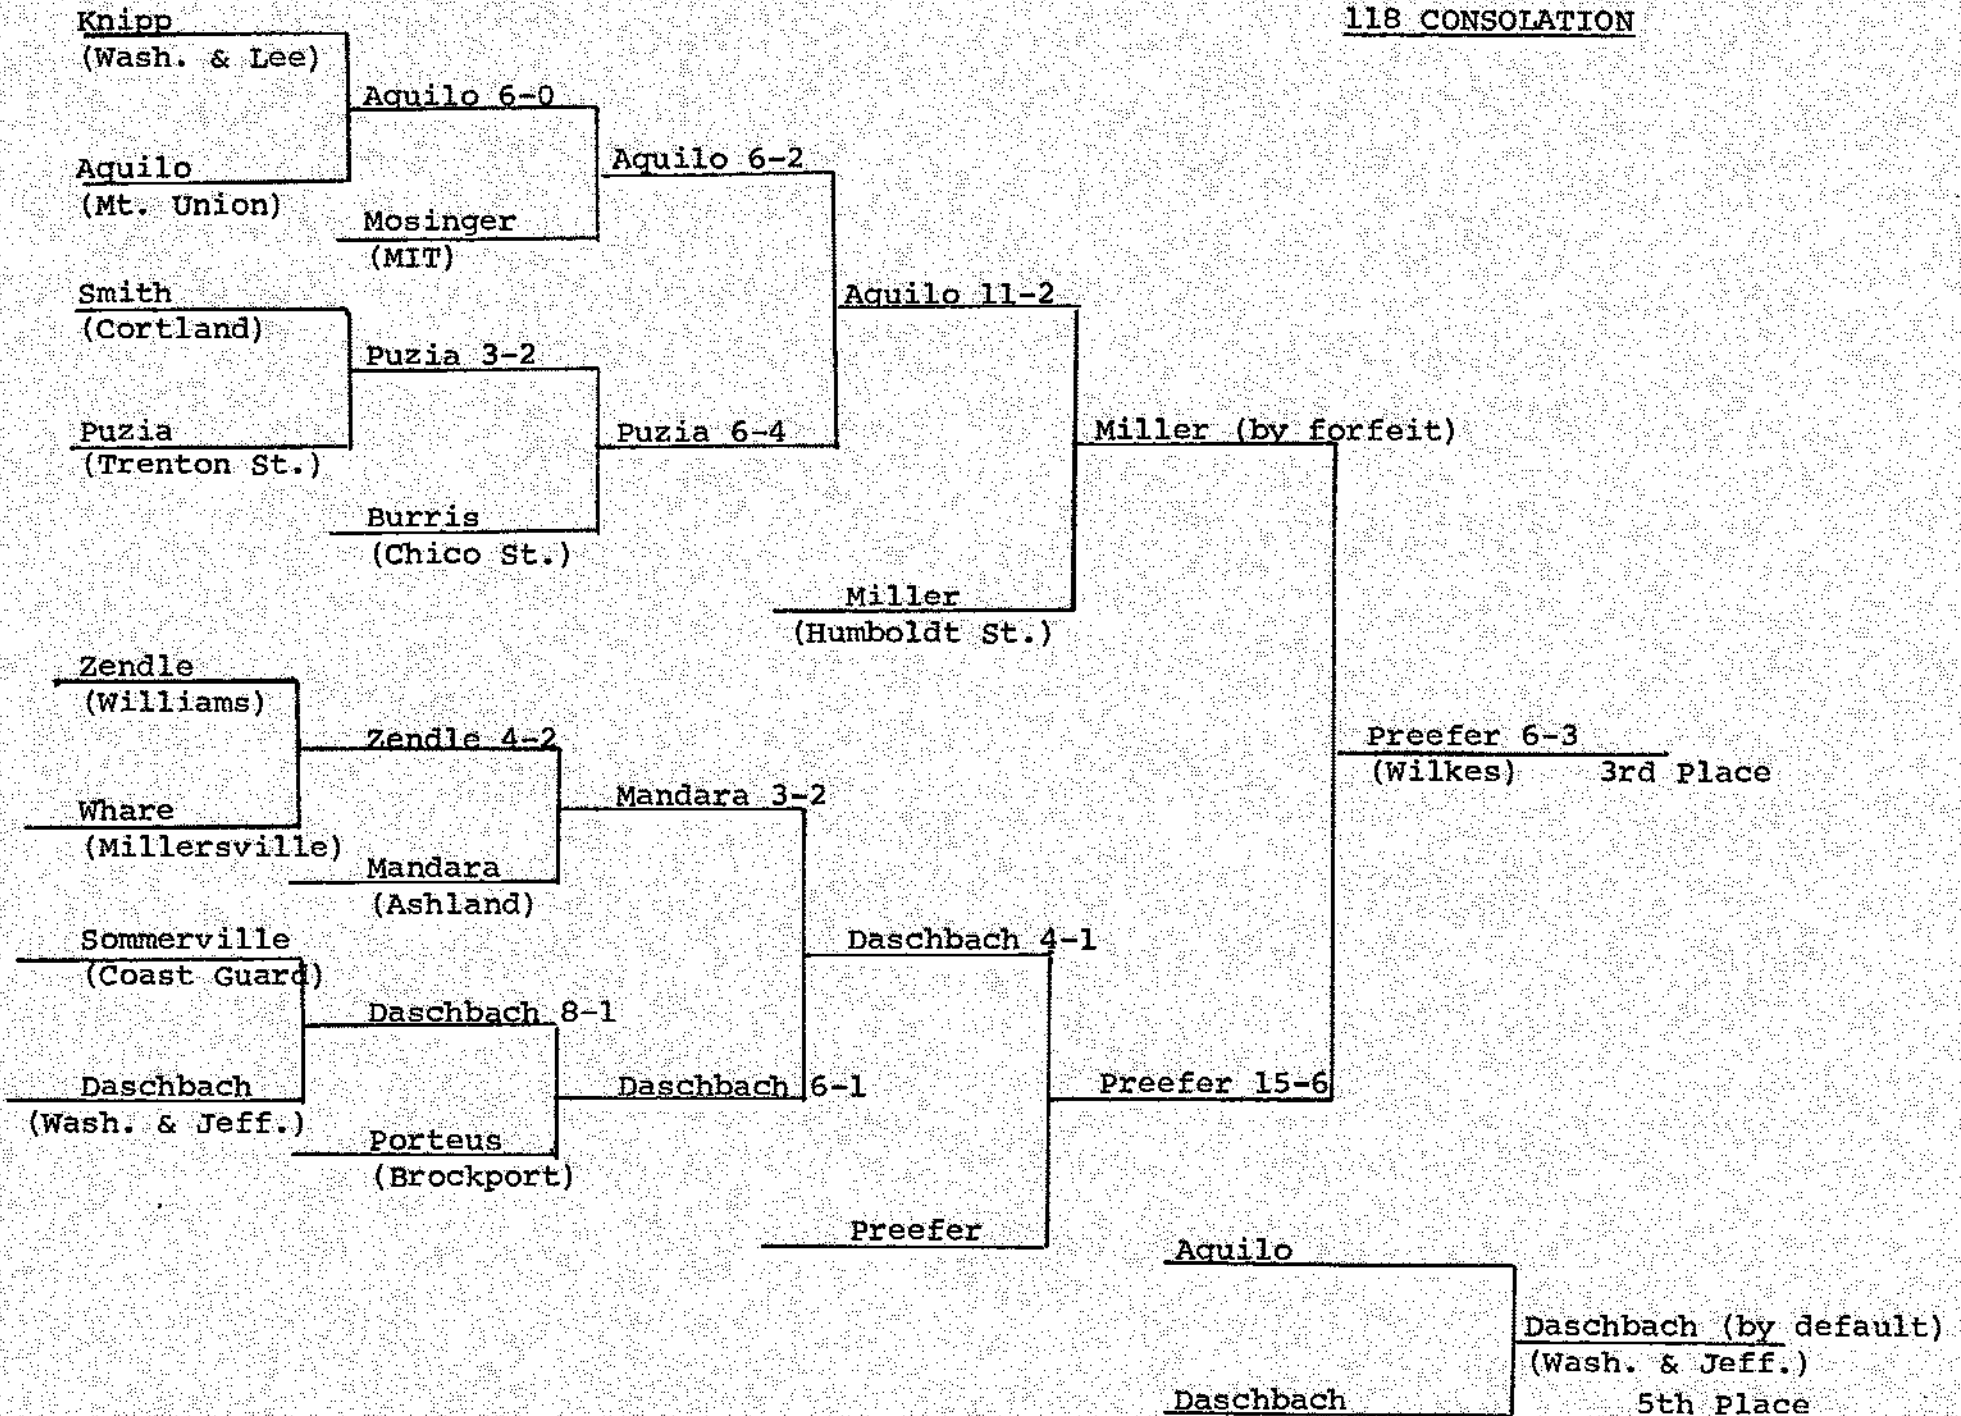 118 CONSOLATION
Knipp
(Wash. & Lee)
Aquilo 6-0
Aquilo
(Mt. Union)
Aquilo 6-2
Mosinger
(MIT)
Smith
(Cortland)
Aquilo 11-2
Puzia 3-2
Puzia
(Trenton St.)
Puzia 6-4
Miller (by forfeit)
Burris
(Chico St.)
Miller
(Humboldt St.)
Zendle
(Williams)
Zendle 4-2
Preefer 6-3
(Wilkes) 3rd Place
Whare
(Millersville)
Mandara 3-2
Mandara
(Ashland)
Sommerville
(Coast Guard)
Daschbach 4-1
Daschbach 8-1
Daschbach
(Wash. & Jeff.)
Daschbach 6-1
Preefer 15-6
Porteus
(Brockport)
Preefer
Aquilo
Daschbach (by default)
(Wash. & Jeff.)
Daschbach
5th Place